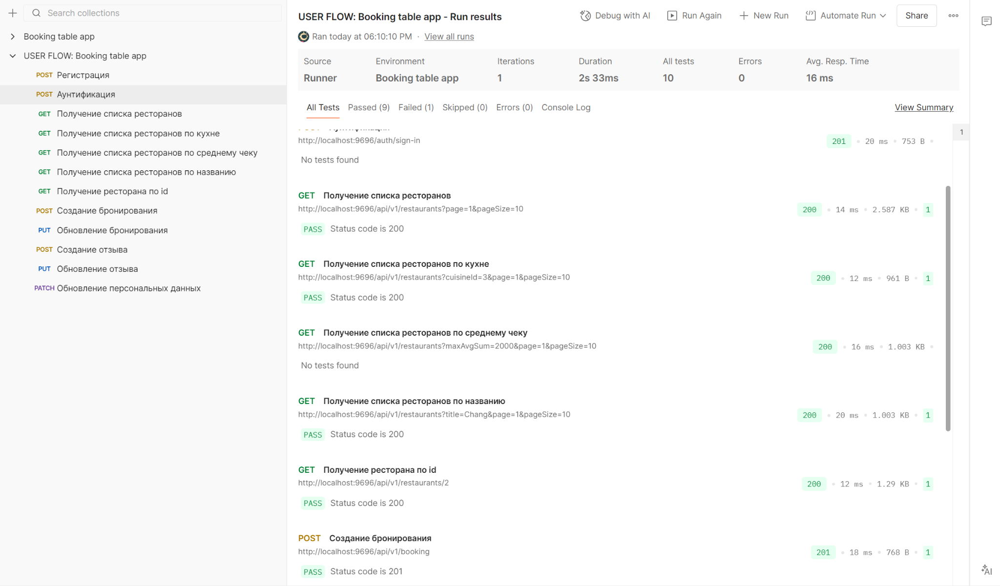 Search collections
Booking table app
USER FLOW: Booking table app
POST Регистрация
POST Аунтификация
GET Получение списка ресторанов
GET Получение списка ресторанов по кухне
GET Получение списка ресторанов по среднему чеку
GET Получение списка ресторанов по названию
GET Получение ресторана по id
POST Создание бронирования
PUT Обновление бронирования
POST Создание отзыва
PUT Обновление отзыва
PATCH Обновление персональных данных
USER FLOW: Booking table app - Run results
Debug with AI Run Again New Run Automate Run Share
Ran today at 06:10:10 PM · View all runs
Source Environment Iterations Duration All tests Errors Avg. Resp. Time
Runner Booking table app 1 2s 33ms 10 0 16 ms
All Tests Passed (9) Failed (1) Skipped (0) Errors (0) Console Log View Summary
1
POST Аунтификация
http://localhost:9696/auth/sign-in
201 • 20 ms • 753 B •
No tests found
GET Получение списка ресторанов
http://localhost:9696/api/v1/restaurants?page=1&pageSize=10
200 • 14 ms • 2.587 KB • 1
PASS Status code is 200
GET Получение списка ресторанов по кухне
http://localhost:9696/api/v1/restaurants?cuisineId=3&page=1&pageSize=10
200 • 12 ms • 961 B • 1
PASS Status code is 200
GET Получение списка ресторанов по среднему чеку
http://localhost:9696/api/v1/restaurants?maxAvgSum=2000&page=1&pageSize=10
200 • 16 ms • 1.003 KB •
No tests found
GET Получение списка ресторанов по названию
http://localhost:9696/api/v1/restaurants?title=Chang&page=1&pageSize=10
200 • 20 ms • 1.003 KB • 1
PASS Status code is 200
GET Получение ресторана по id
http://localhost:9696/api/v1/restaurants/2
200 • 12 ms • 1.29 KB • 1
PASS Status code is 200
POST Создание бронирования
http://localhost:9696/api/v1/booking
201 • 18 ms • 768 B • 1
PASS Status code is 201
AI